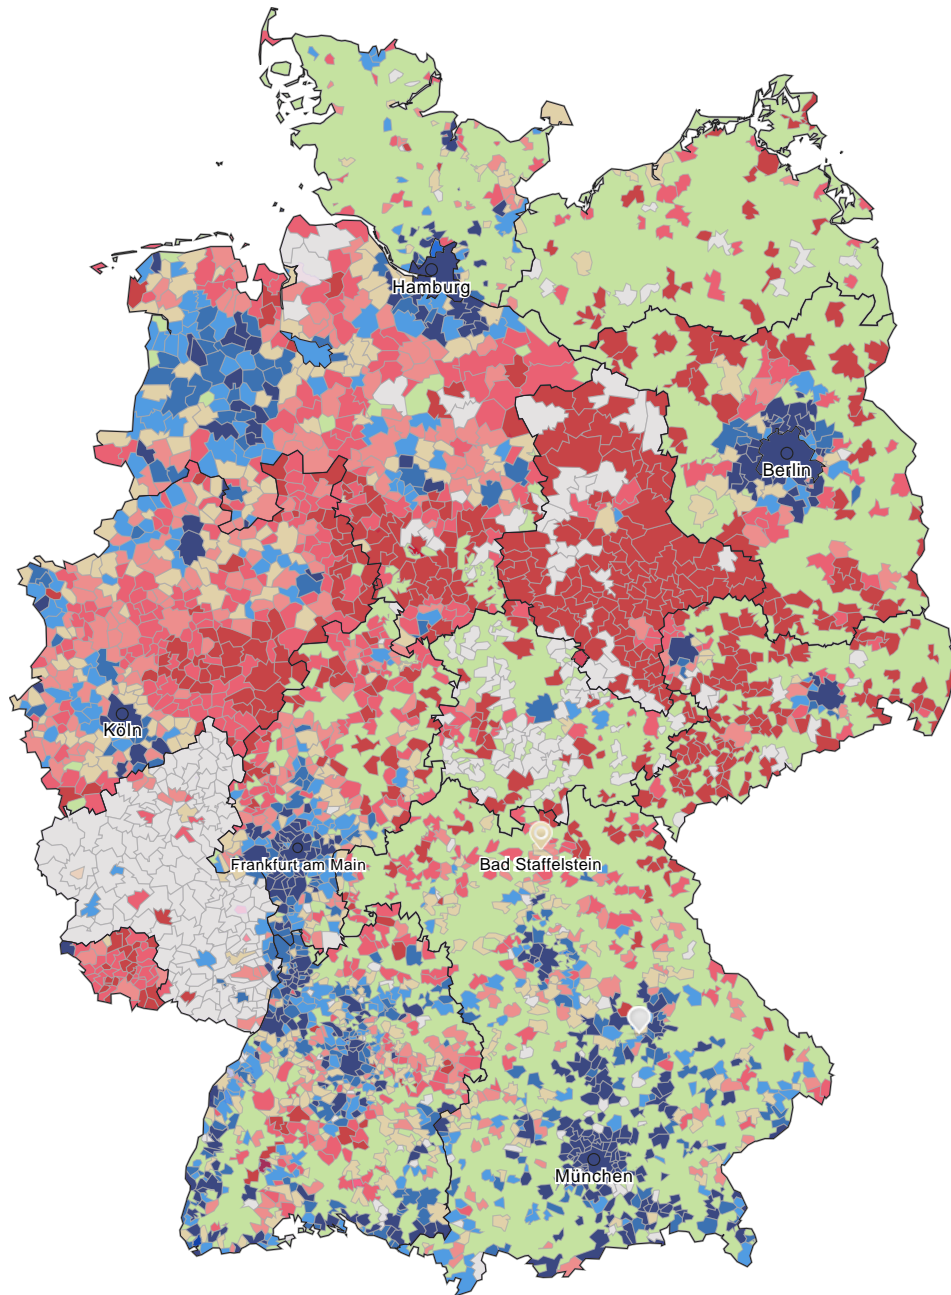 Hamburg
Berlin
Köln
Frankfurt am Main
Bad Staffelstein
München